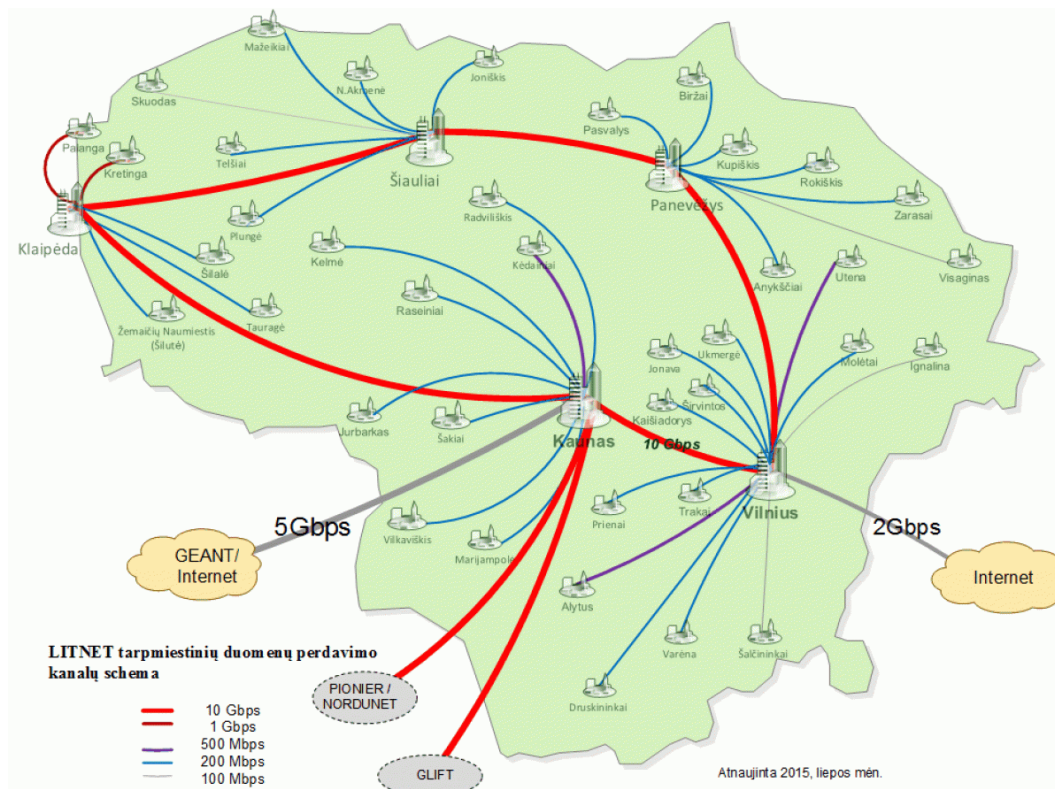 Mažeikiai
Joniškis
N.Akmenė
Skuodas
Biržai
Pasvalys
Palanga
Kretinga
Telšiai
Šiauliai
Kupiškis
Rokiškis
Panevėžys
Zarasai
Radviliškis
Klaipėda
Plungė
Kelmė
Kėdainiai
Šilalė
Anykščiai
Utena
Visaginas
Raseiniai
Žemaičių Naumiestis
(Šilutė)
Tauragė
Ukmergė
Jonava
Molėtai
Ignalina
Širvintos
Kaišiadorys
Jurbarkas
Šakiai
Kaunas
10 Gbps
Vilnius
5Gbps
2Gbps
Prienai
Trakai
Vilkaviškis
Marijampolė
GEANT/
Internet
Internet
Alytus
Varėna
Šalčininkai
LITNET tarpmiestinių duomenų perdavimo
kanalų schema
PIONIER /
NORDUNET
Druskininkai
10 Gbps
1 Gbps
500 Mbps
200 Mbps
100 Mbps
GLIFT
Atnaujinta 2015, liepos mėn.